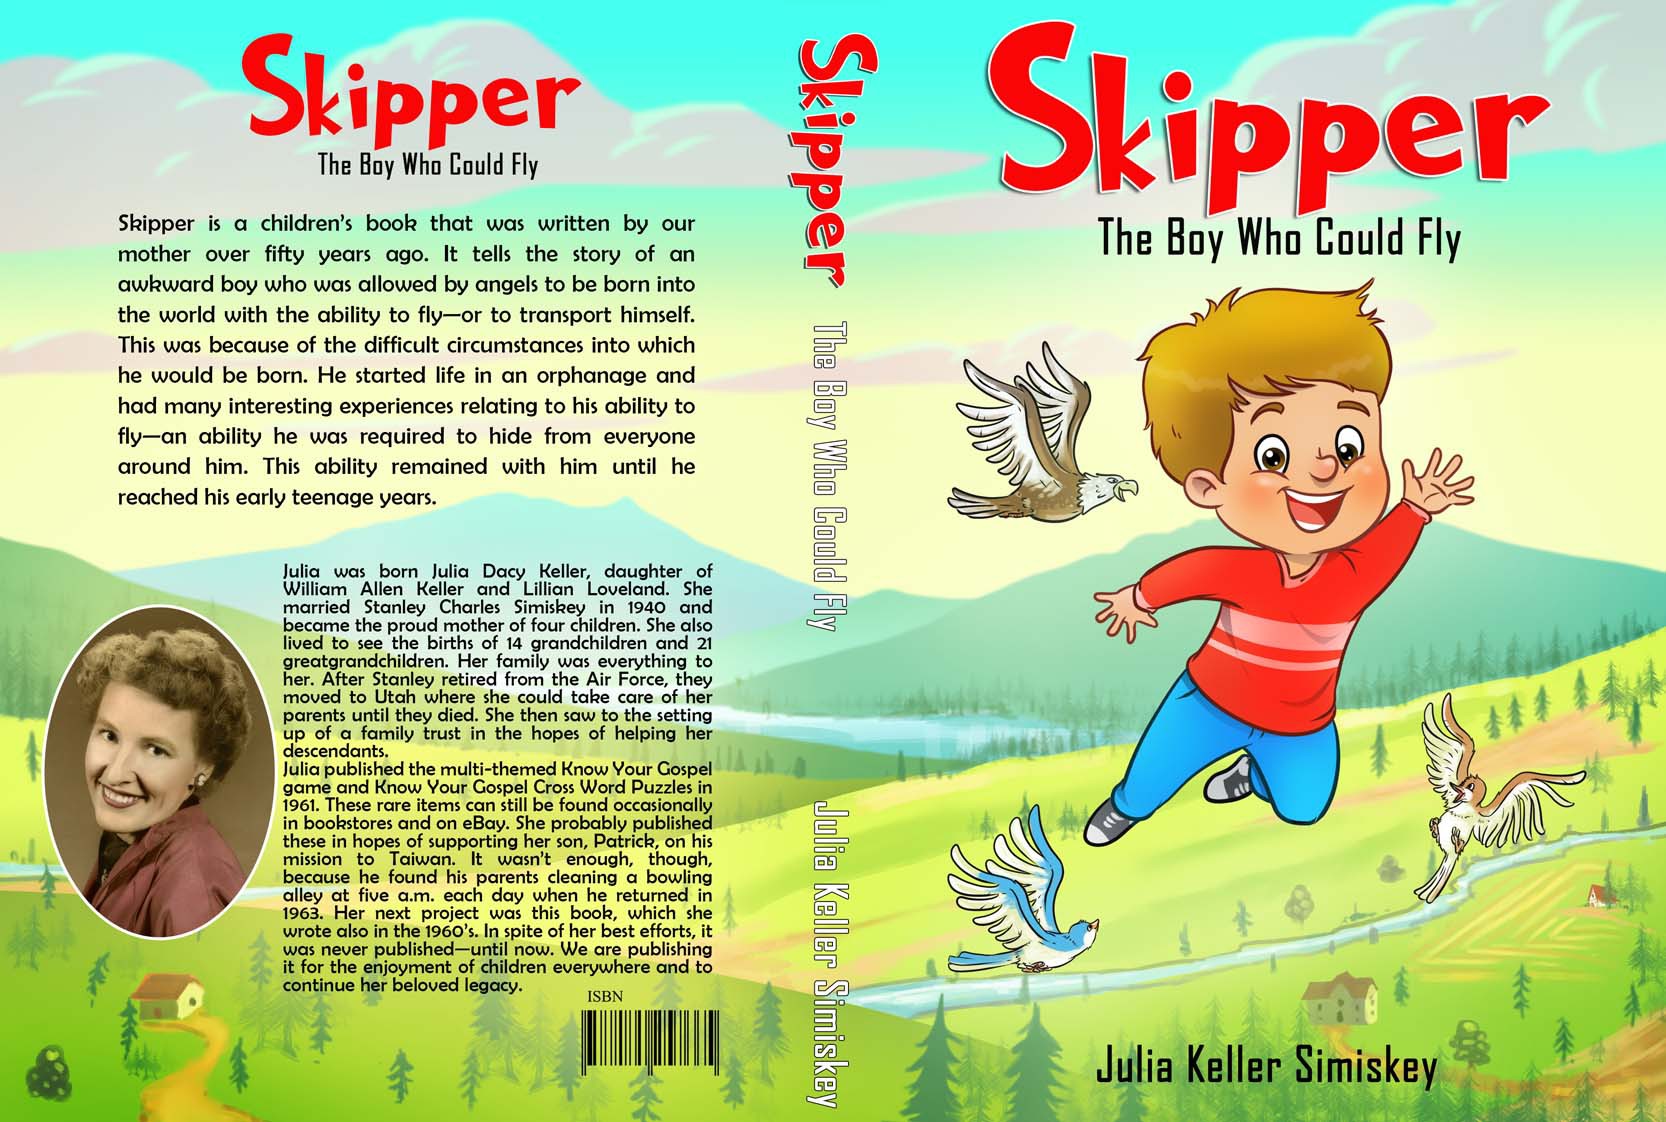 Skipper
The Boy Who Could Fly
Skipper is a children's book that was written by our
mother over fifty years ago. It tells the story of an
awkward boy who was allowed by angels to be born into
the world with the ability to fly—or to transport himself.
This was because of the difficult circumstances into which
he would be born. He started life in an orphanage and
had many interesting experiences relating to his ability to
fly—an ability he was required to hide from everyone
around him. This ability remained with him until he
reached his early teenage years.
Julia was born Julia Dacy Keller, daughter of
William Allen Keller and Lillian Loveland. She
married Stanley Charles Simiskey in 1940 and
became the proud mother of four children. She also
lived to see the births of 14 grandchildren and 21
greatgrandchildren. Her family was everything to
her. After Stanley retired from the Air Force, they
moved to Utah where she could take care of her
parents until they died. She then saw to the setting
up of a family trust in the hopes of helping her
descendants.
Julia published the multi-themed Know Your Gospel
game and Know Your Gospel Cross Word Puzzles in
1961. These rare items can still be found occasionally
in bookstores and on eBay. She probably published
these in hopes of supporting her son, Patrick, on his
mission to Taiwan. It wasn't enough, though,
because he found his parents cleaning a bowling
alley at five a.m. each day when he returned in
1963. Her next project was this book, which she
wrote also in the 1960's. In spite of her best efforts, it
was never published—until now. We are publishing
it for the enjoyment of children everywhere and to
continue her beloved legacy.
ISBN
Skipper The Boy Who Could Fly Julia Keller Simiskey
Skipper
The Boy Who Could Fly
Julia Keller Simiskey